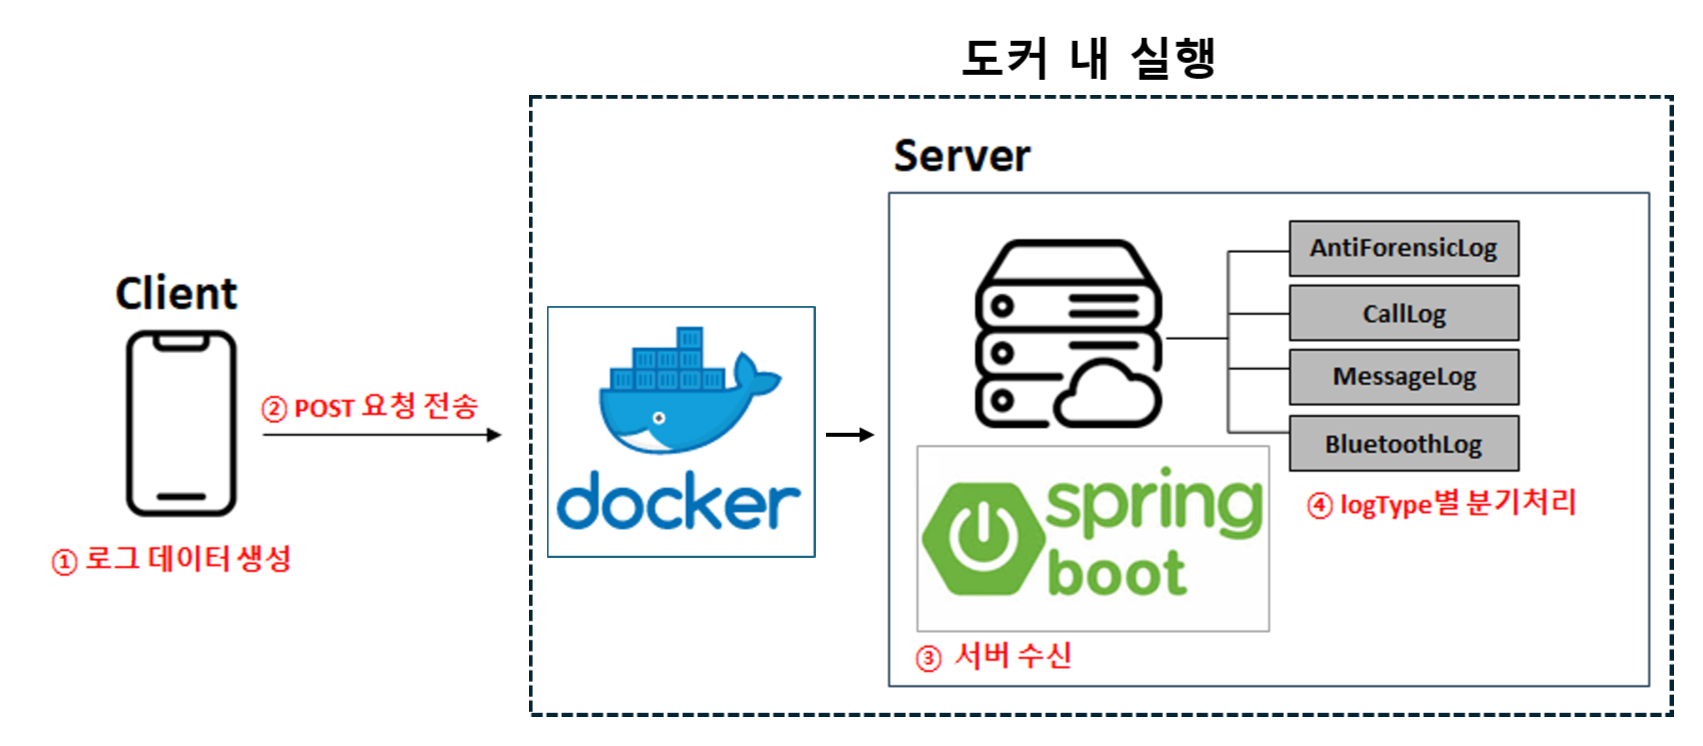 도커 내 실행
Server
Client
AntiForensicLog
CallLog
MessageLog
BluetoothLog
② POST 요청 전송
docker
spring
boot
④ logType별 분기처리
① 로그 데이터 생성
③ 서버 수신